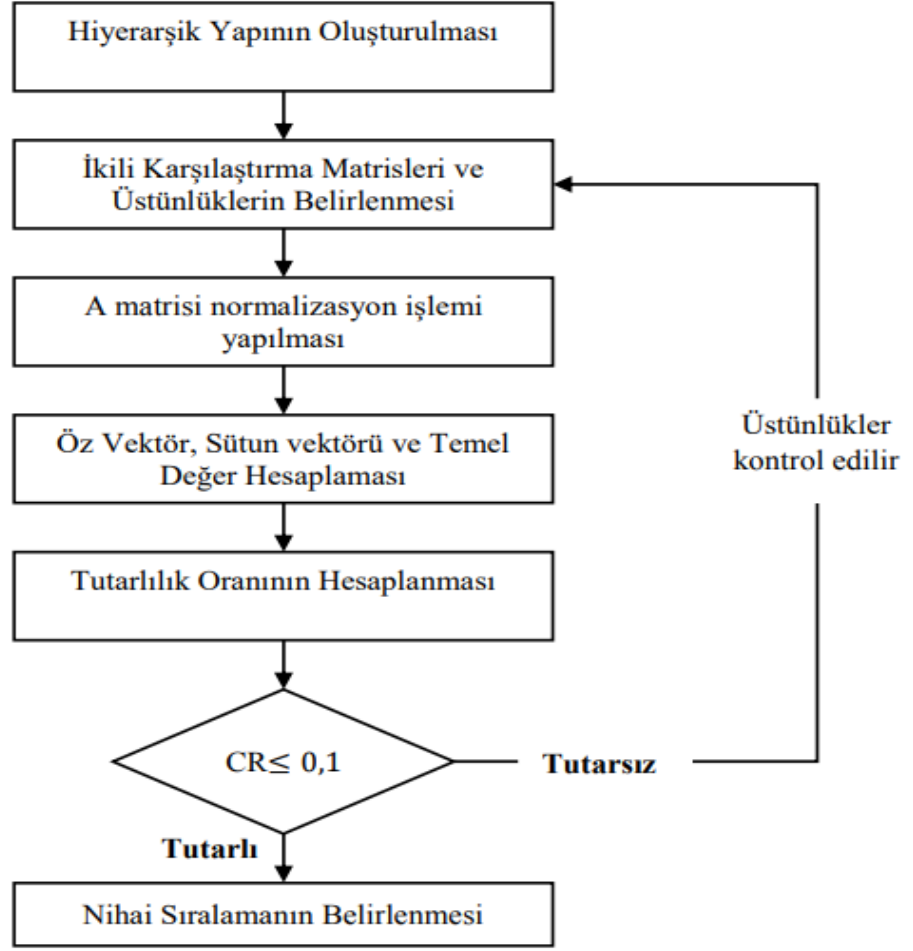 Hiyerarşik Yapının Oluşturulması
İkili Karşılaştırma Matrisleri ve
Üstünlüklerin Belirlenmesi
A matrisi normalizasyon işlemi
yapılması
Öz Vektör, Sütun vektörü ve Temel
Değer Hesaplaması
Üstünlükler
kontrol edilir
Tutarlılık Oranının Hesaplanması
CR≤ 0,1
Tutarsız
Tutarlı
Nihai Sıralamanın Belirlenmesi